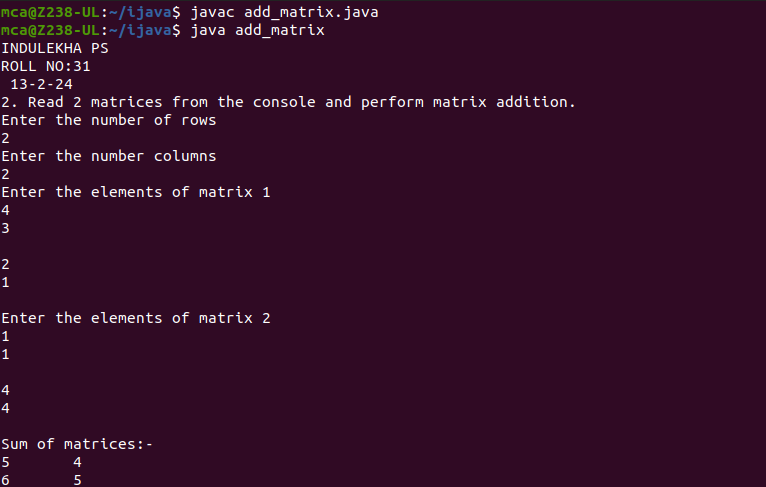 mca@Z238-UL:~/ijava$ javac add_matrix.java
mca@Z238-UL:~/ijava$ java add_matrix
INDULEKHA PS
ROLL NO:31
 13-2-24
2. Read 2 matrices from the console and perform matrix addition.
Enter the number of rows
2
Enter the number columns
2
Enter the elements of matrix 1
4
3

2
1

Enter the elements of matrix 2
1
1

4
4

Sum of matrices:-
5       4
6       5